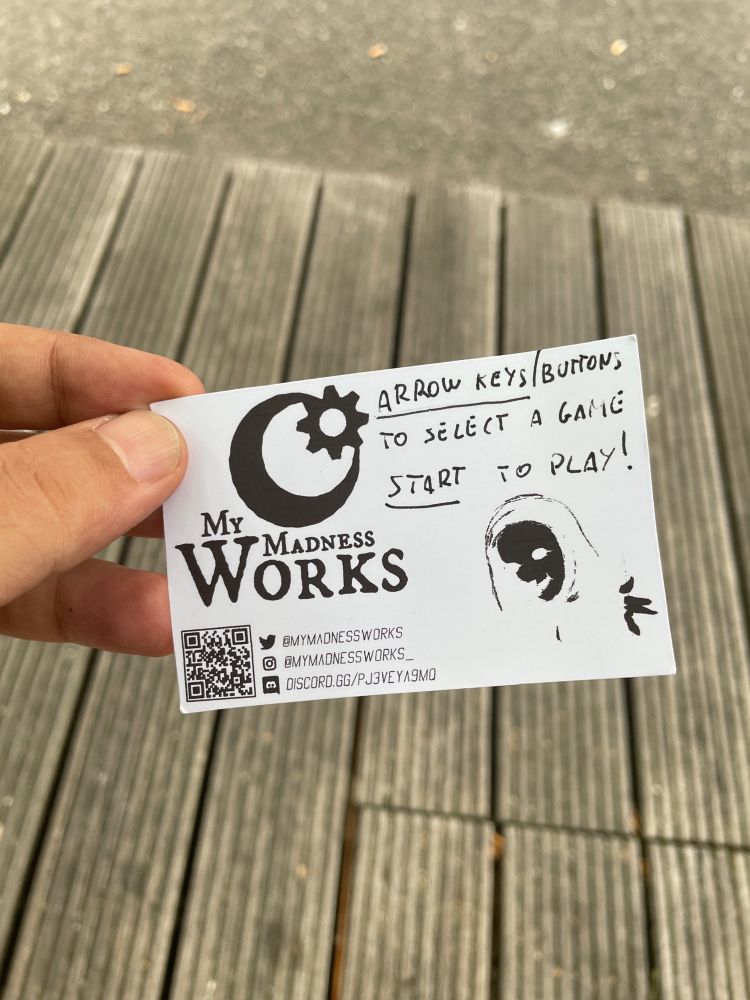 ARROW KEYS/BUTTONS
TO SELECT A GAME
START TO PLAY!
My
Madness
Works
@MYMADNESSWORKS
@MYMADNESSWORKS_
DISCORD.GG/PJ3VEYA9MQ